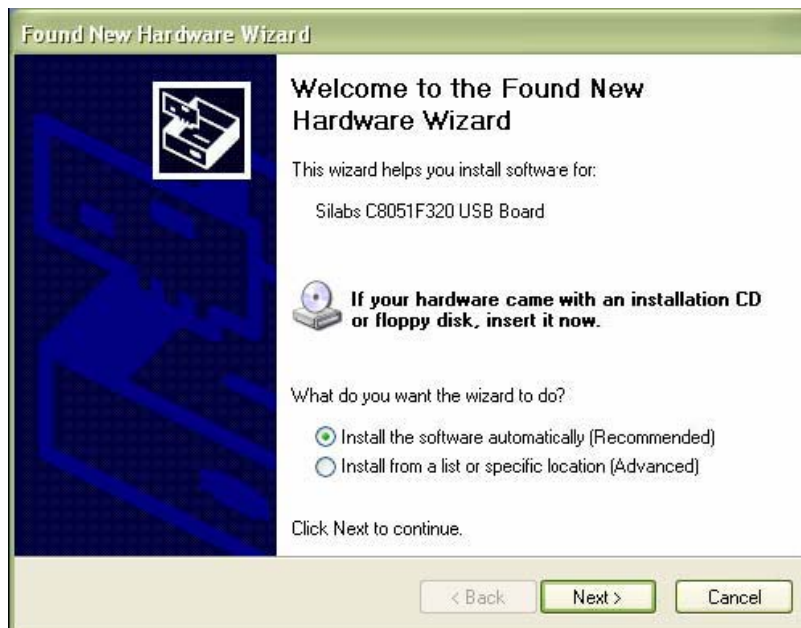 Found New Hardware Wizard
Welcome to the Found New
Hardware Wizard
This wizard helps you install software for:
Silabs C8051F320 USB Board
If your hardware came with an installation CD
or floppy disk, insert it now.
What do you want the wizard to do?
Install the software automatically (Recommended)
Install from a list or specific location (Advanced)
Click Next to continue.
< Back Next > Cancel